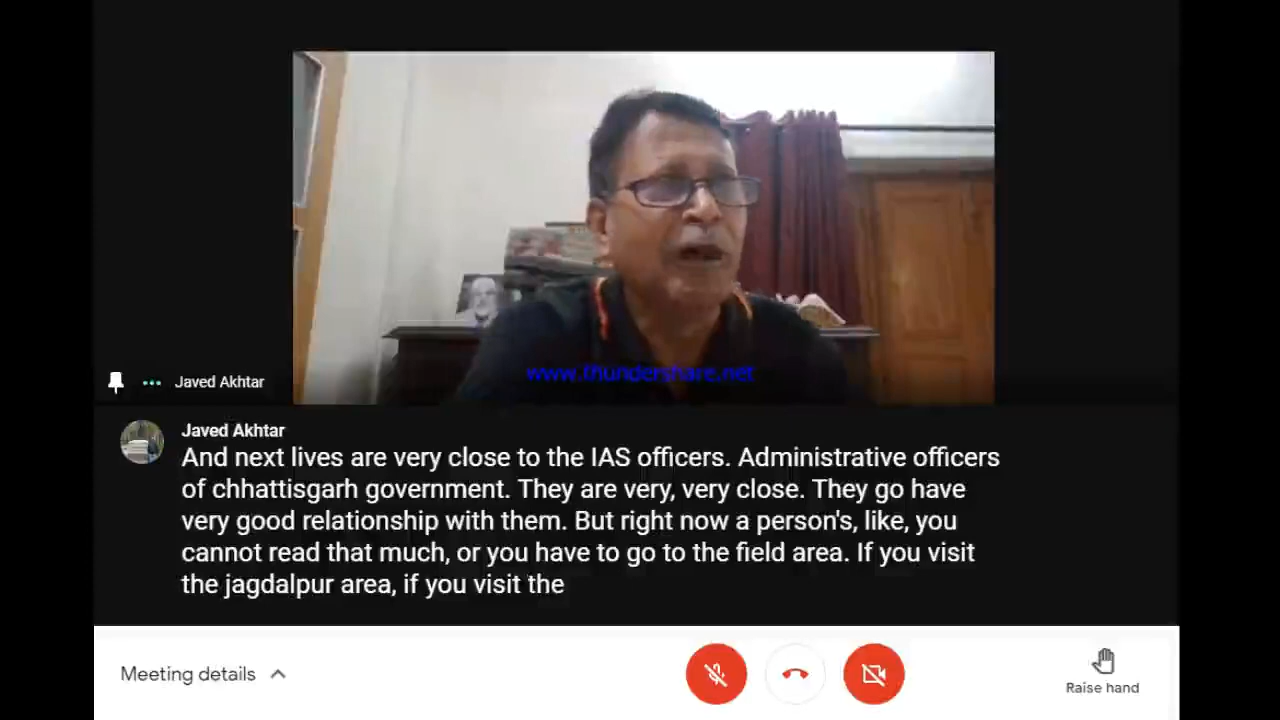 www.thundershare.net
Javed Akhtar
Javed Akhtar
And next lives are very close to the IAS officers. Administrative officers
of chhattisgarh government. They are very, very close. They go have
very good relationship with them. But right now a person's, like, you
cannot read that much, or you have to go to the field area. If you visit
the jagdalpur area, if you visit the
Meeting details
Raise hand